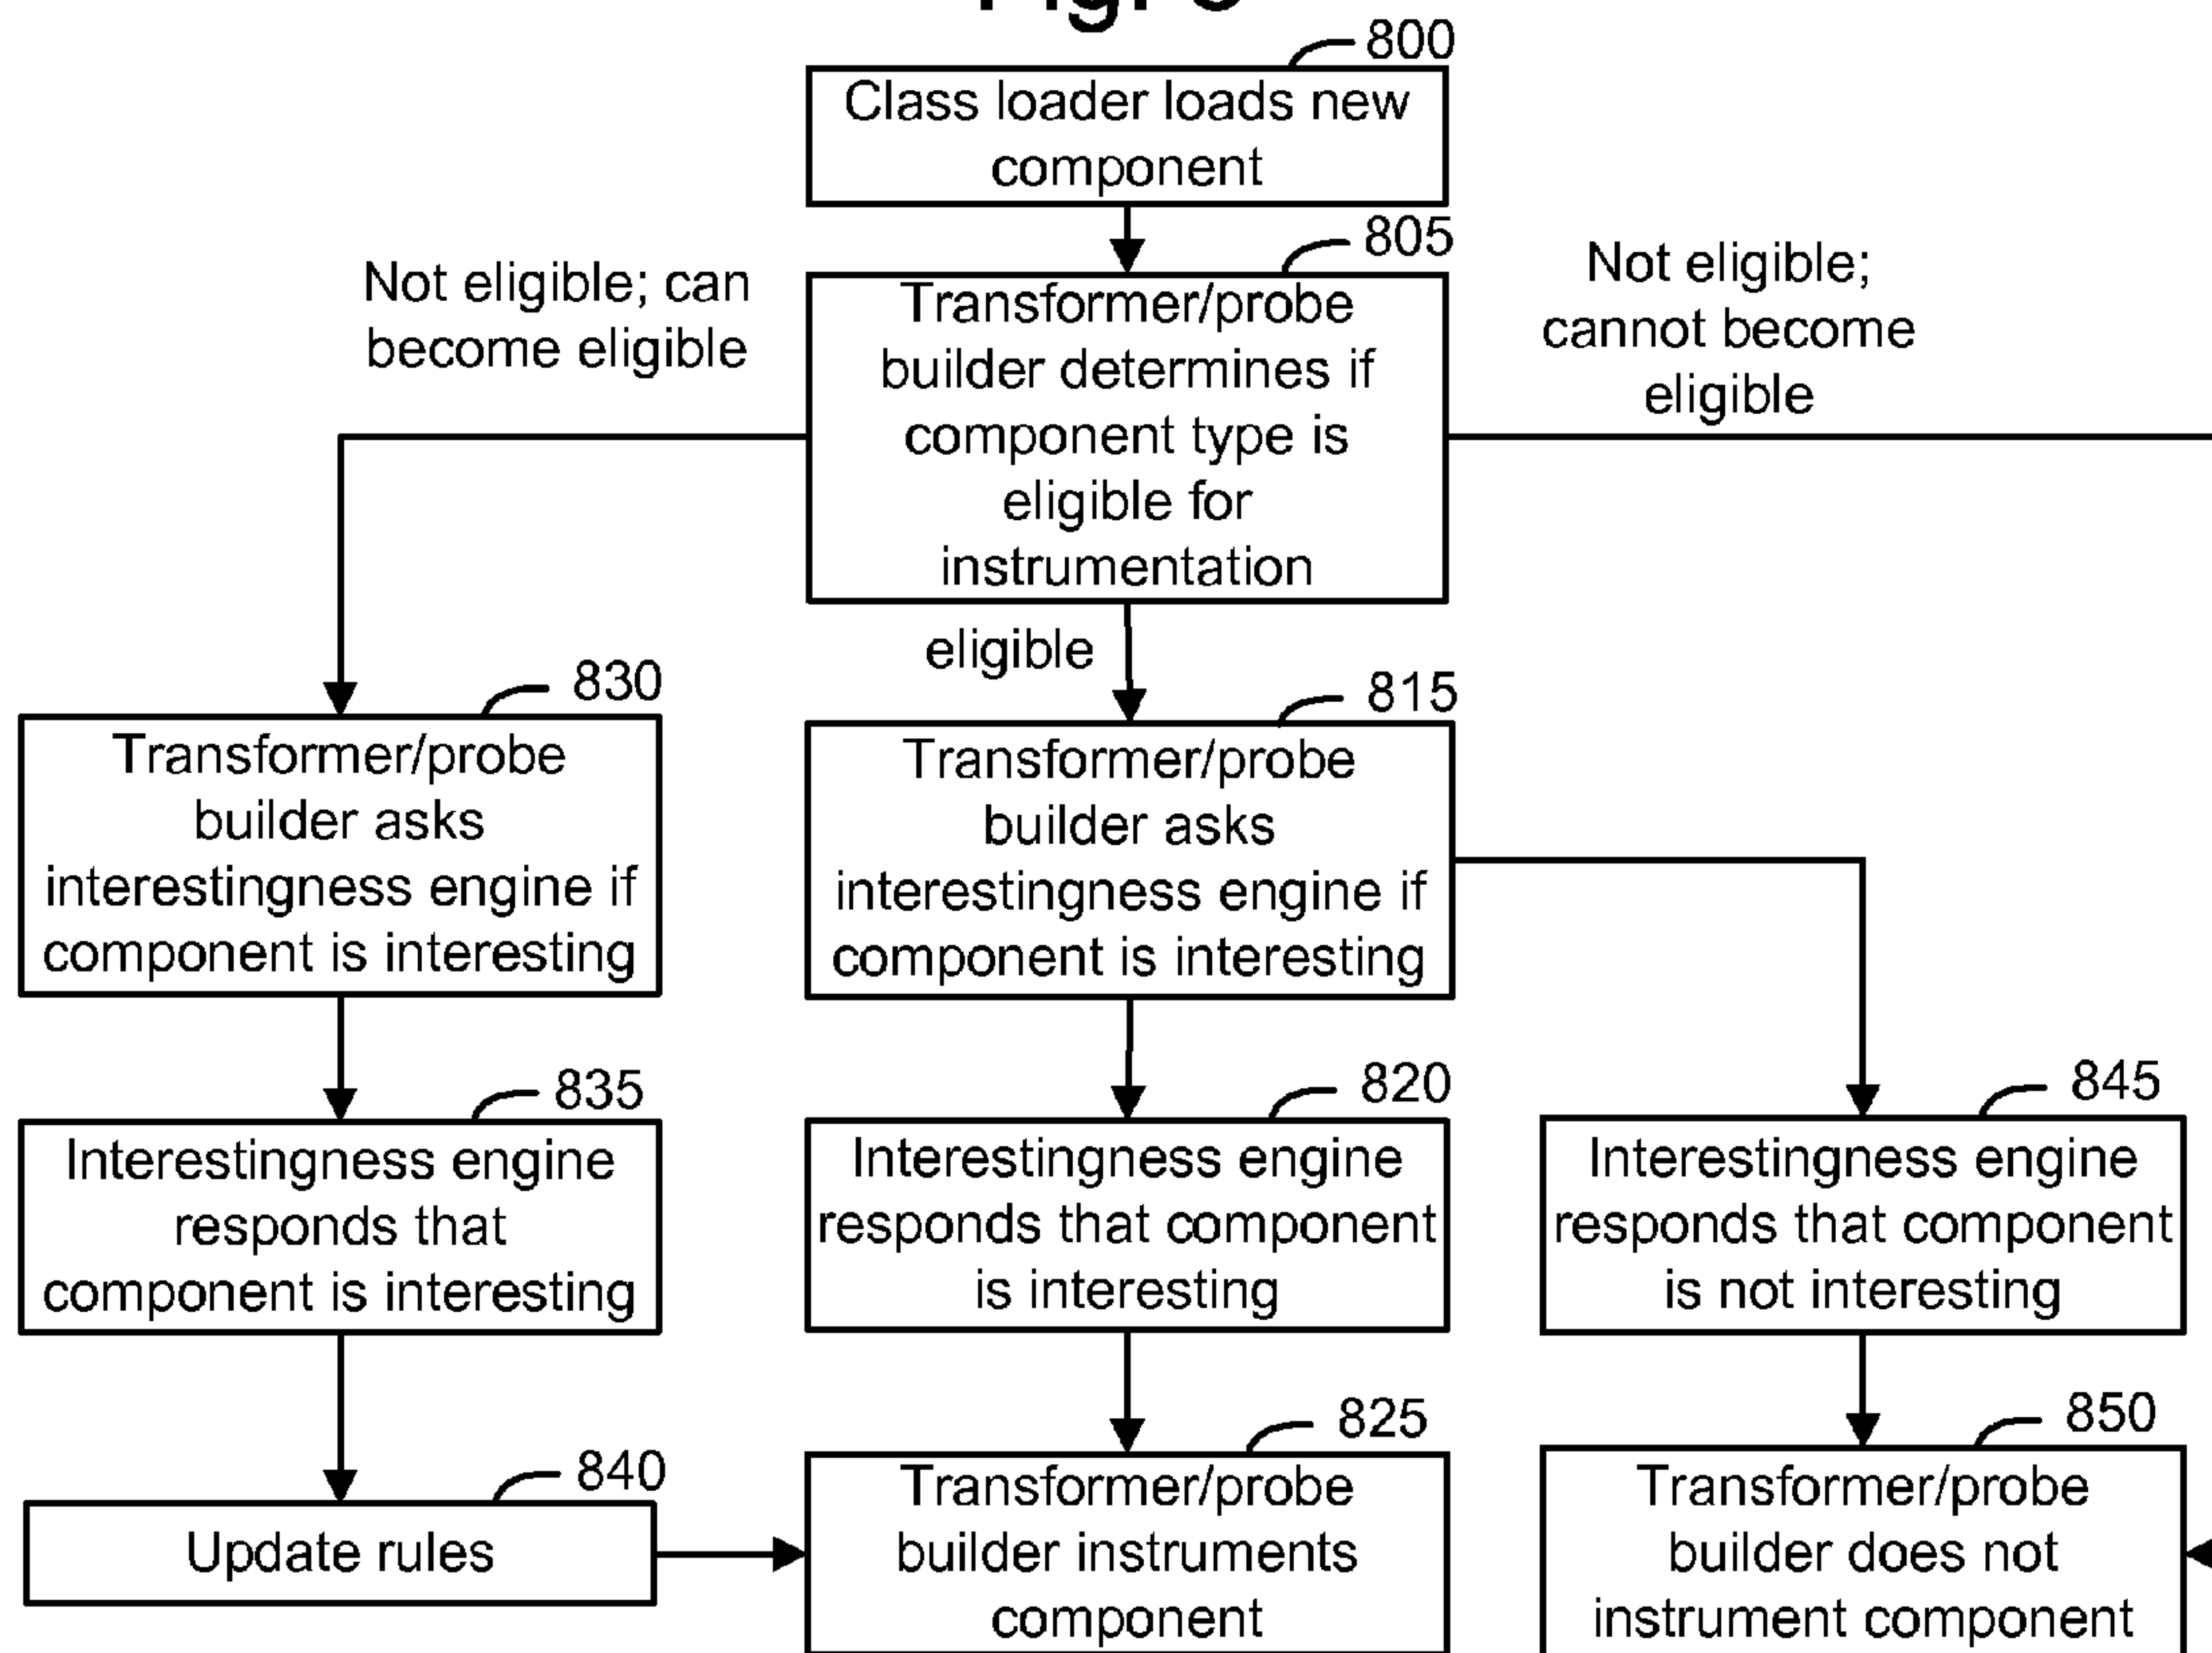 800
Class loader loads new
component
805
Not eligible; can
become eligible
Transformer/probe
builder determines if
component type is
eligible for
instrumentation
Not eligible;
cannot become
eligible
eligible
830
Transformer/probe
builder asks
interestingness engine if
component is interesting
815
Transformer/probe
builder asks
interestingness engine if
component is interesting
835
Interestingness engine
responds that
component is interesting
820
Interestingness engine
responds that component
is interesting
845
Interestingness engine
responds that component
is not interesting
840
Update rules
825
Transformer/probe
builder instruments
component
850
Transformer/probe
builder does not
instrument component